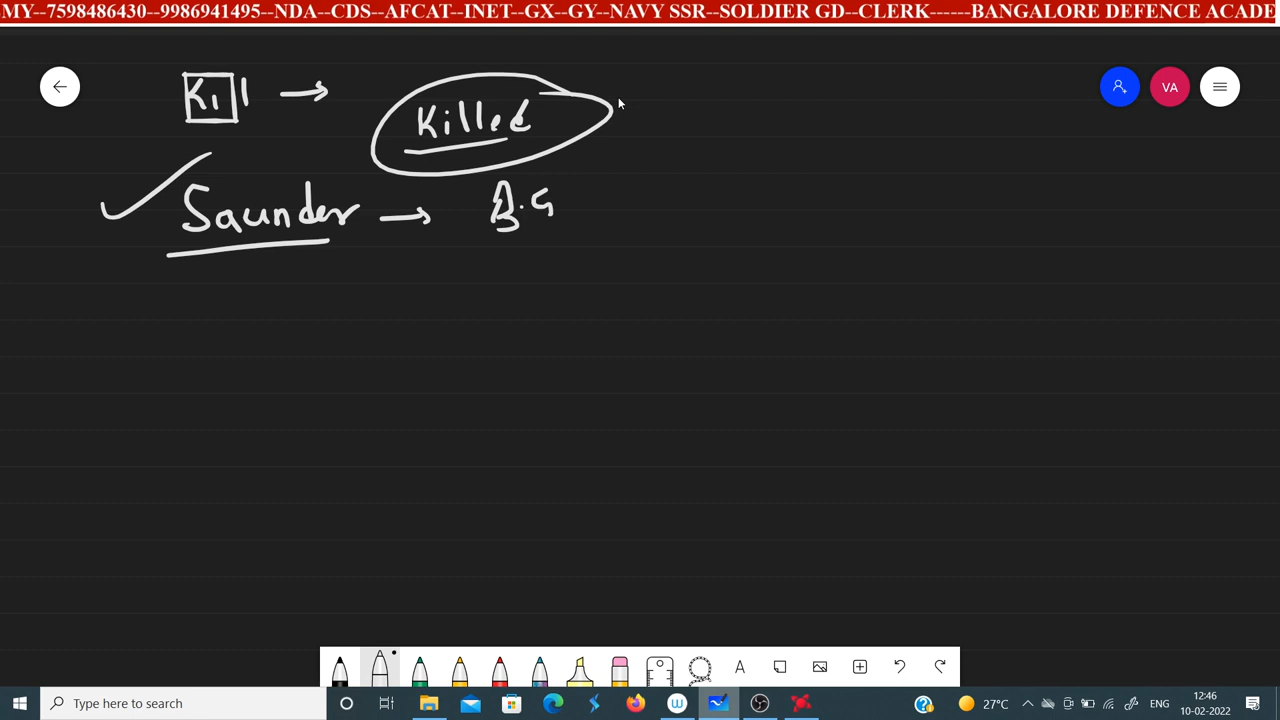 MY--7598486430--9986941495--NDA--CDS--AFCAT--INET--GX--GY--NAVY SSR--SOLDIER GD--CLERK------BANGALORE DEFENCE ACADE
Kil →
Killed
Saunder → B.G
VA
A
Type here to search
27°C
ENG
12:46
10-02-2022